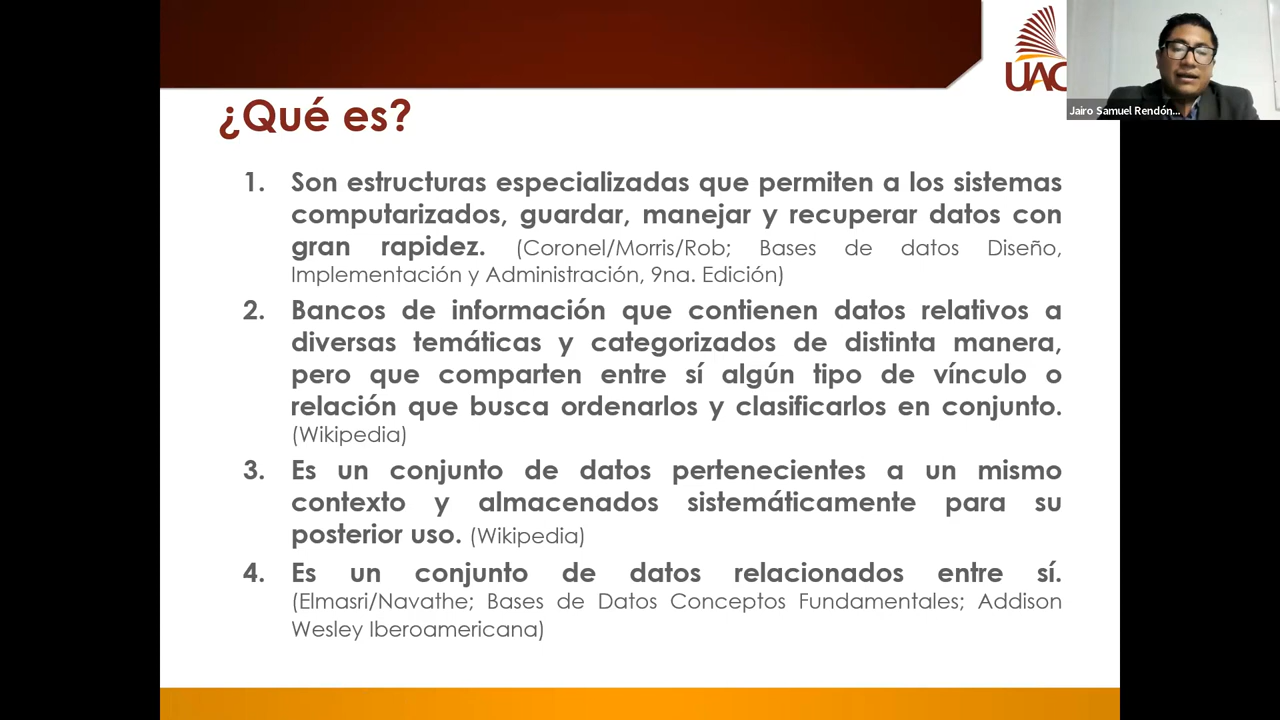 UAC
Jairo Samuel Rendón...
¿Qué es?
1. Son estructuras especializadas que permiten a los sistemas
computarizados, guardar, manejar y recuperar datos con
gran rapidez. (Coronel/Morris/Rob; Bases de datos Diseño,
Implementación y Administración, 9na. Edición)
2. Bancos de información que contienen datos relativos a
diversas temáticas y categorizados de distinta manera,
pero que comparten entre sí algún tipo de vínculo o
relación que busca ordenarlos y clasificarlos en conjunto.
(Wikipedia)
3. Es un conjunto de datos pertenecientes a un mismo
contexto y almacenados sistemáticamente para su
posterior uso. (Wikipedia)
4. Es un conjunto de datos relacionados entre sí.
(Elmasri/Navathe; Bases de Datos Conceptos Fundamentales; Addison
Wesley Iberoamericana)